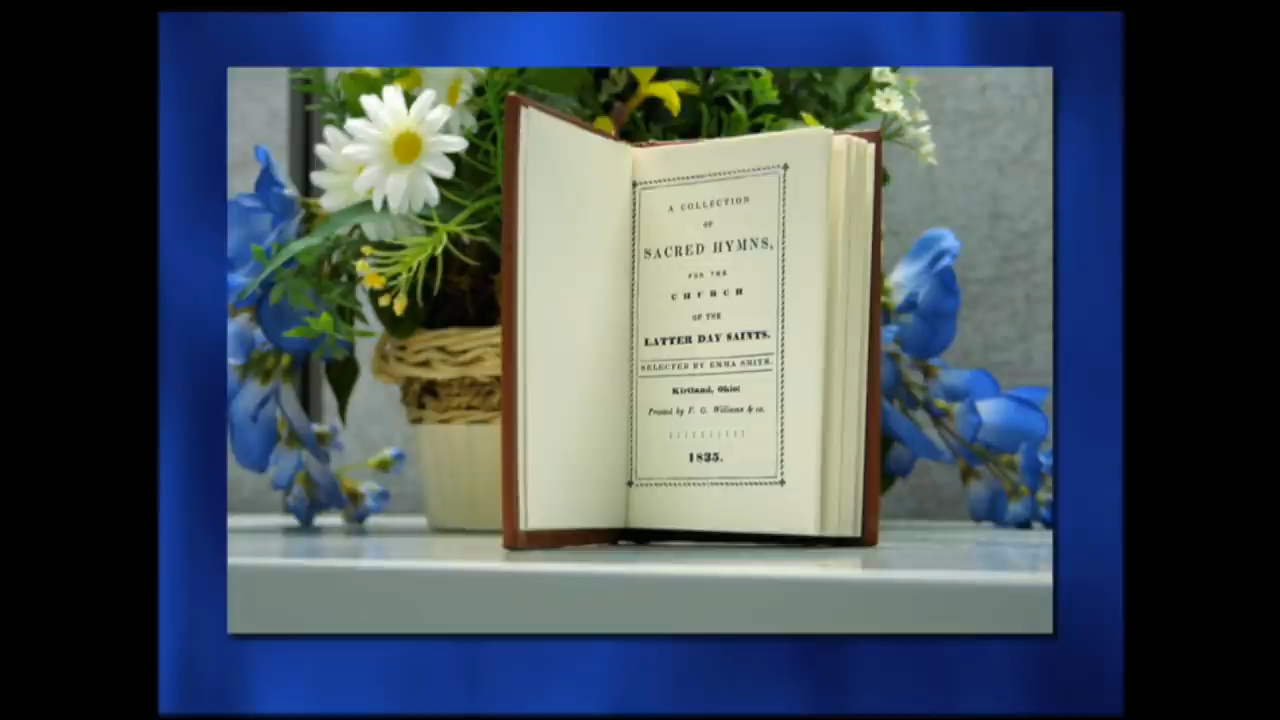 A COLLECTION
OF
SACRED HYMNS,
FOR THE
CHURCH
OF THE
LATTER DAY SAINTS.
SELECTED BY EMMA SMITH.
Kirtland, Ohio:
Printed by F. G. Williams & co.
1835.